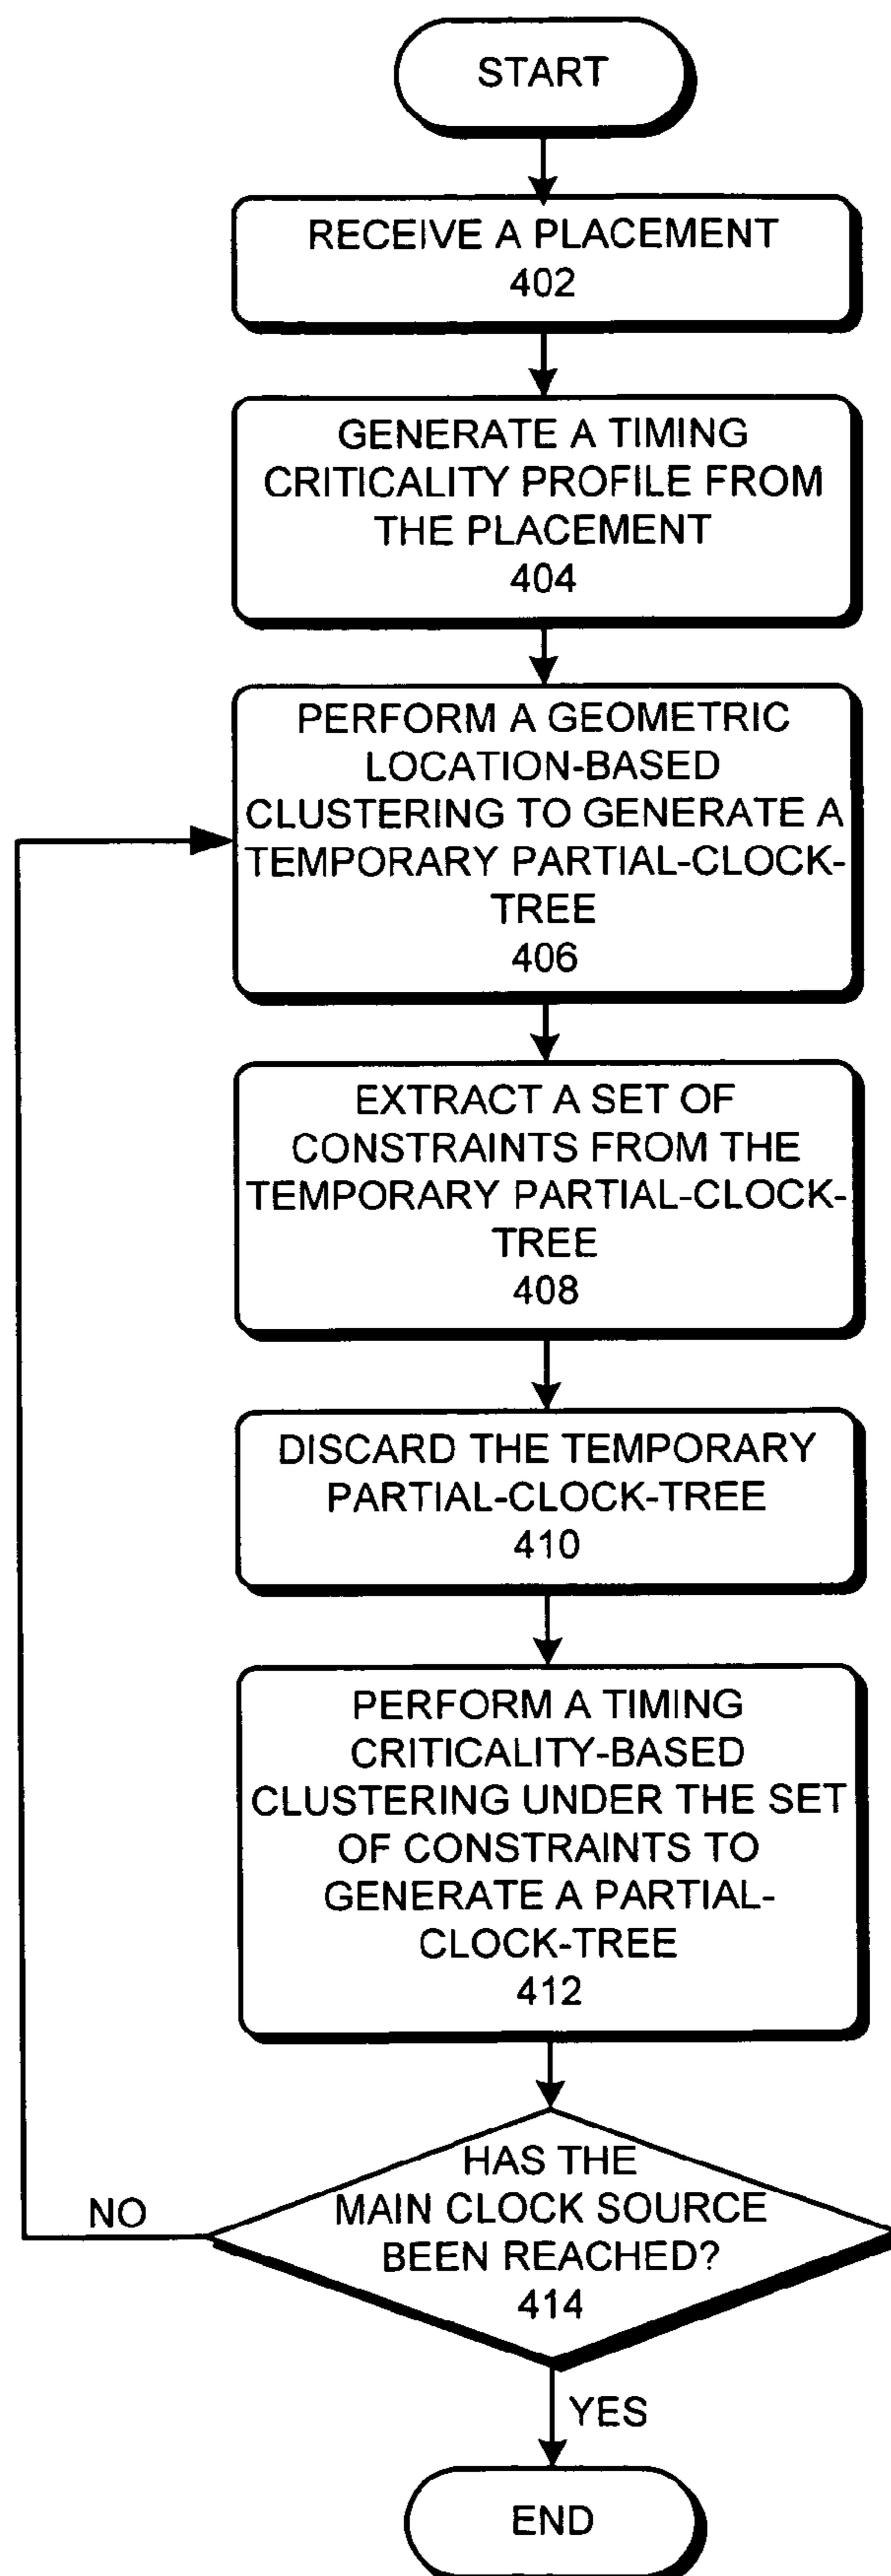 START
RECEIVE A PLACEMENT
402
GENERATE A TIMING
CRITICALITY PROFILE FROM
THE PLACEMENT
404
PERFORM A GEOMETRIC
LOCATION-BASED
CLUSTERING TO GENERATE A
TEMPORARY PARTIAL-CLOCK-
TREE
406
EXTRACT A SET OF
CONSTRAINTS FROM THE
TEMPORARY PARTIAL-CLOCK-
TREE
408
DISCARD THE TEMPORARY
PARTIAL-CLOCK-TREE
410
PERFORM A TIMING
CRITICALITY-BASED
CLUSTERING UNDER THE SET
OF CONSTRAINTS TO
GENERATE A PARTIAL-
CLOCK-TREE
412
HAS THE
MAIN CLOCK SOURCE
BEEN REACHED?
414
NO
YES
END